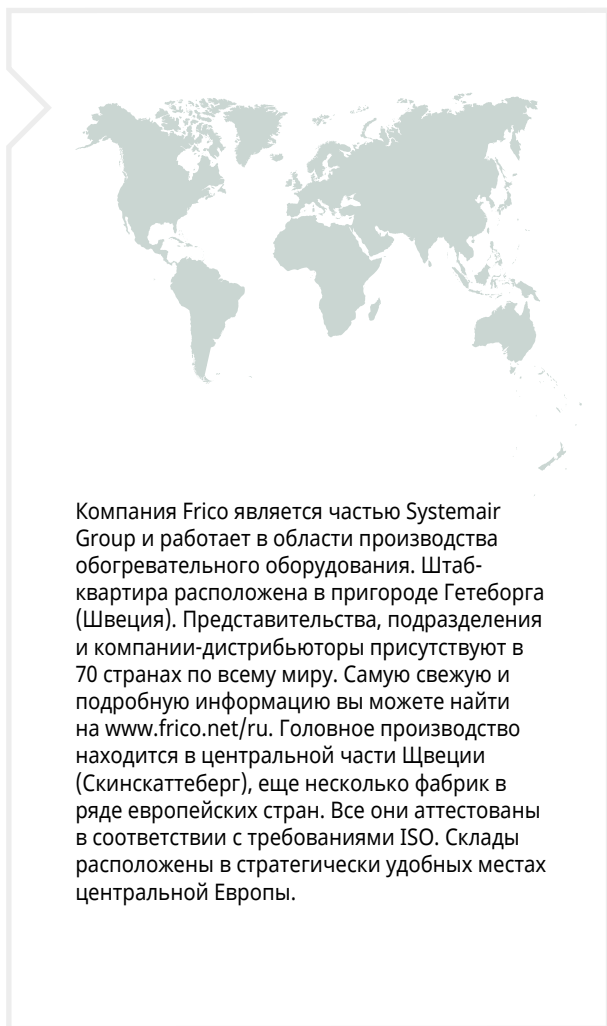 Компания Frico является частью Systemair
Group и работает в области производства
обогревательного оборудования. Штаб-
квартира расположена в пригороде Гетеборга
(Швеция). Представительства, подразделения
и компании-дистрибьюторы присутствуют в
70 странах по всему миру. Самую свежую и
подробную информацию вы можете найти
на www.frico.net/ru. Головное производство
находится в центральной части Щвеции
(Скинскаттеберг), еще несколько фабрик в
ряде европейских стран. Все они аттестованы
в соответствии с требованиями ISO. Склады
расположены в стратегически удобных местах
центральной Европы.